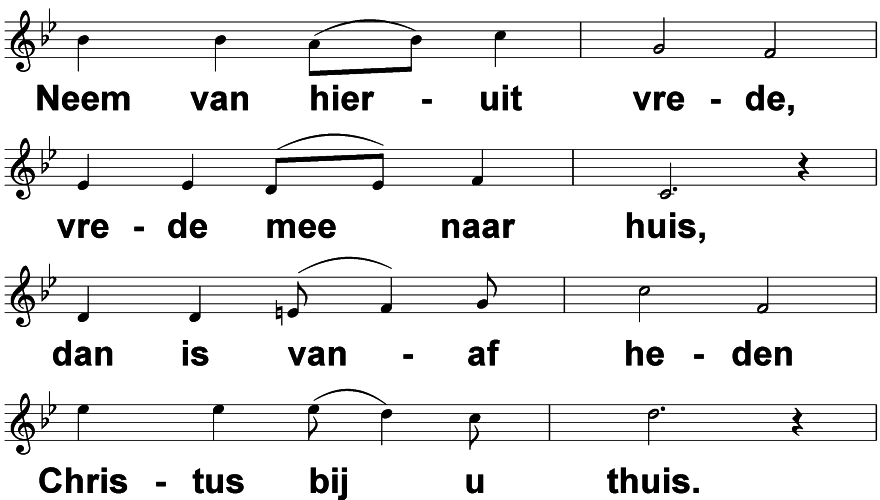 Neem van hier - uit vre - de,
vre - de mee naar huis,
dan is van - af he - den
Chris - tus bij u thuis.